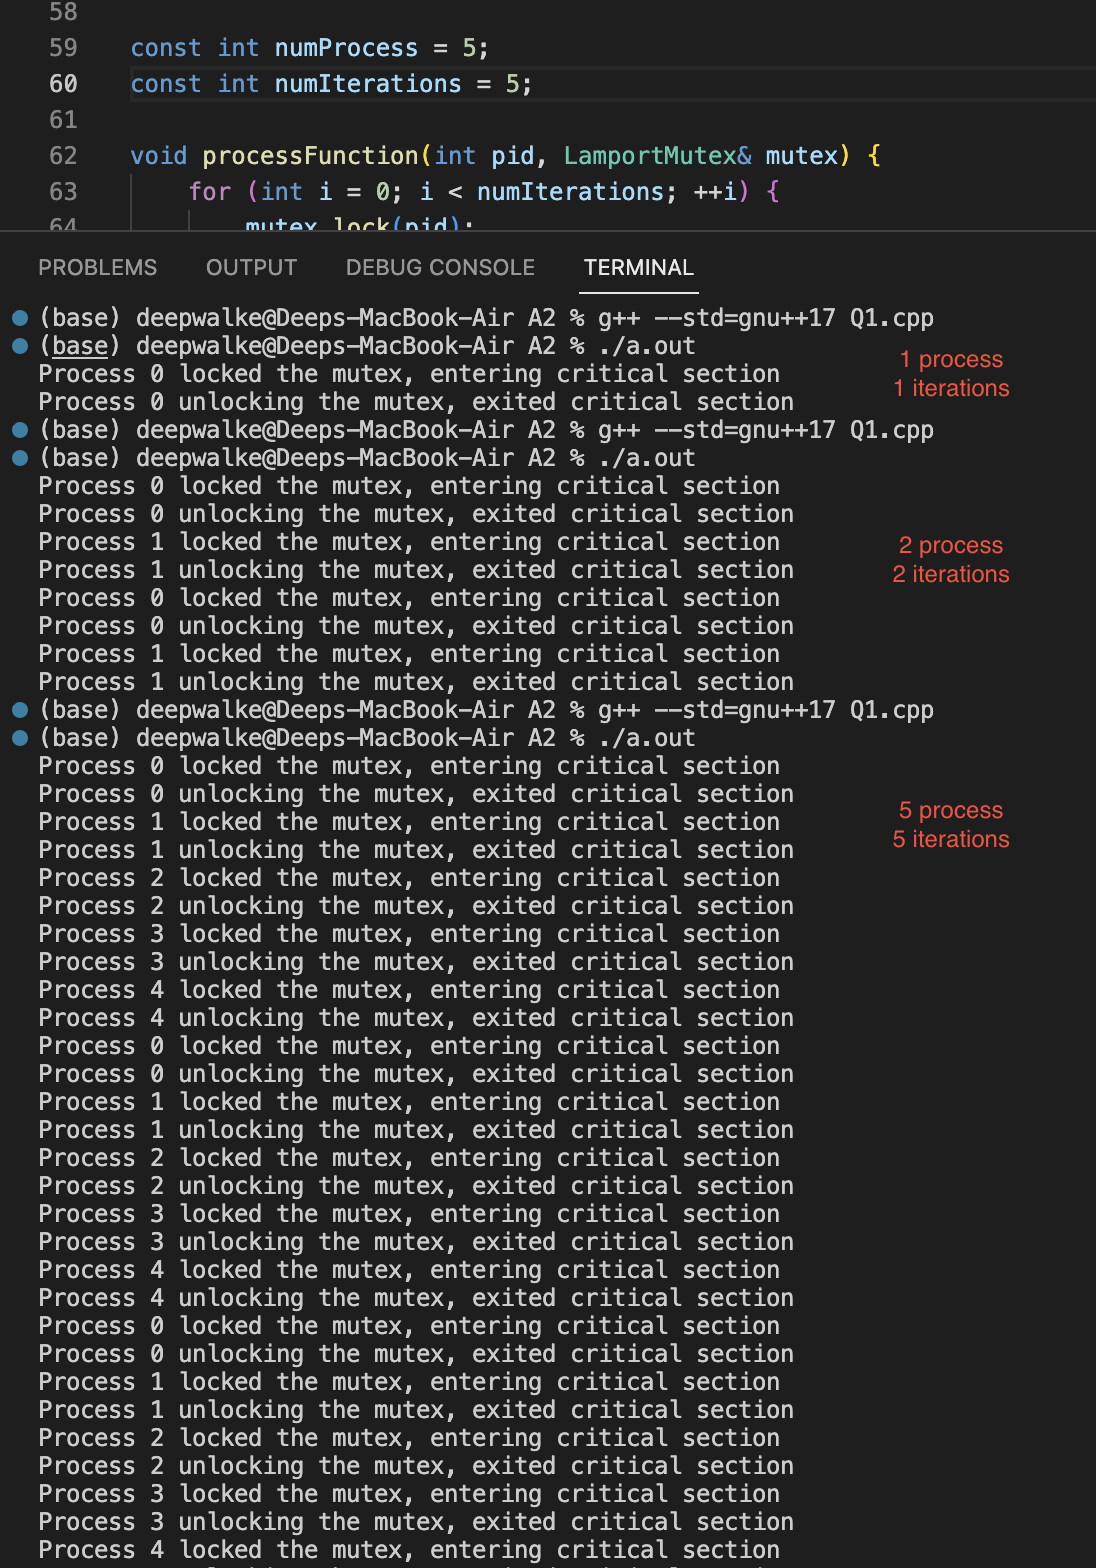 58
59 const int numProcess = 5;
60 const int numIterations = 5;
61
62 void processFunction(int pid, LamportMutex& mutex) {
63 for (int i = 0; i < numIterations; ++i) {
64 mutex.lock(pid);
PROBLEMS OUTPUT DEBUG CONSOLE TERMINAL
(base) deepwalke@Deeps-MacBook-Air A2 % g++ --std=gnu++17 Q1.cpp
(base) deepwalke@Deeps-MacBook-Air A2 % ./a.out
1 process
Process 0 locked the mutex, entering critical section
1 iterations
Process 0 unlocking the mutex, exited critical section
(base) deepwalke@Deeps-MacBook-Air A2 % g++ --std=gnu++17 Q1.cpp
(base) deepwalke@Deeps-MacBook-Air A2 % ./a.out
Process 0 locked the mutex, entering critical section
Process 0 unlocking the mutex, exited critical section
Process 1 locked the mutex, entering critical section
2 process
Process 1 unlocking the mutex, exited critical section
2 iterations
Process 0 locked the mutex, entering critical section
Process 0 unlocking the mutex, exited critical section
Process 1 locked the mutex, entering critical section
Process 1 unlocking the mutex, exited critical section
(base) deepwalke@Deeps-MacBook-Air A2 % g++ --std=gnu++17 Q1.cpp
(base) deepwalke@Deeps-MacBook-Air A2 % ./a.out
Process 0 locked the mutex, entering critical section
Process 0 unlocking the mutex, exited critical section
5 process
Process 1 locked the mutex, entering critical section
5 iterations
Process 1 unlocking the mutex, exited critical section
Process 2 locked the mutex, entering critical section
Process 2 unlocking the mutex, exited critical section
Process 3 locked the mutex, entering critical section
Process 3 unlocking the mutex, exited critical section
Process 4 locked the mutex, entering critical section
Process 4 unlocking the mutex, exited critical section
Process 0 locked the mutex, entering critical section
Process 0 unlocking the mutex, exited critical section
Process 1 locked the mutex, entering critical section
Process 1 unlocking the mutex, exited critical section
Process 2 locked the mutex, entering critical section
Process 2 unlocking the mutex, exited critical section
Process 3 locked the mutex, entering critical section
Process 3 unlocking the mutex, exited critical section
Process 4 locked the mutex, entering critical section
Process 4 unlocking the mutex, exited critical section
Process 0 locked the mutex, entering critical section
Process 0 unlocking the mutex, exited critical section
Process 1 locked the mutex, entering critical section
Process 1 unlocking the mutex, exited critical section
Process 2 locked the mutex, entering critical section
Process 2 unlocking the mutex, exited critical section
Process 3 locked the mutex, entering critical section
Process 3 unlocking the mutex, exited critical section
Process 4 locked the mutex, entering critical section